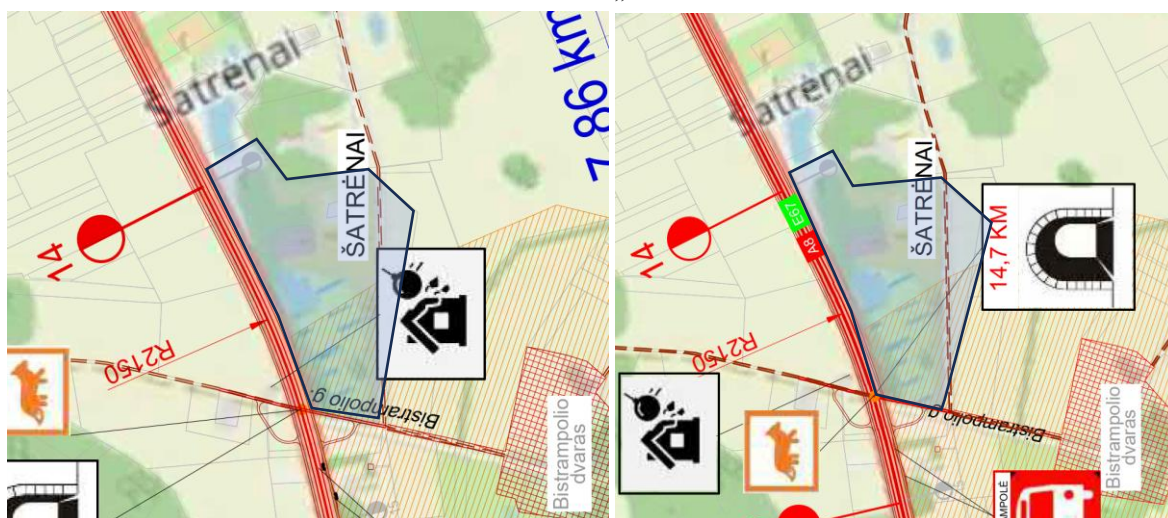 Šatrėnai
ŠATRĖNAI
7 86 km
14
R2150
Bistrampolio g.
Bistrampolio
dvaras
Šatrėnai
ŠATRĖNAI
14
A8
E67
14,7 KM
R2150
Bistrampolio
Bistrampolio
dvaras
MPOLĖ